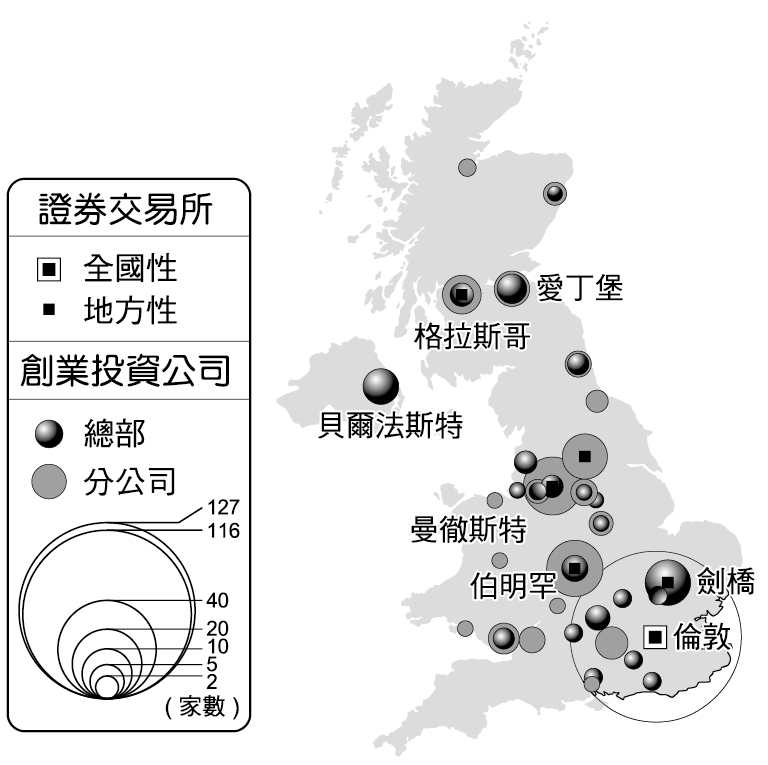 證券交易所
全國性
地方性
創業投資公司
總部
分公司
127
116
40
20
10
5
2
(家數)
愛丁堡
格拉斯哥
貝爾法斯特
曼徹斯特
伯明罕
劍橋
倫敦